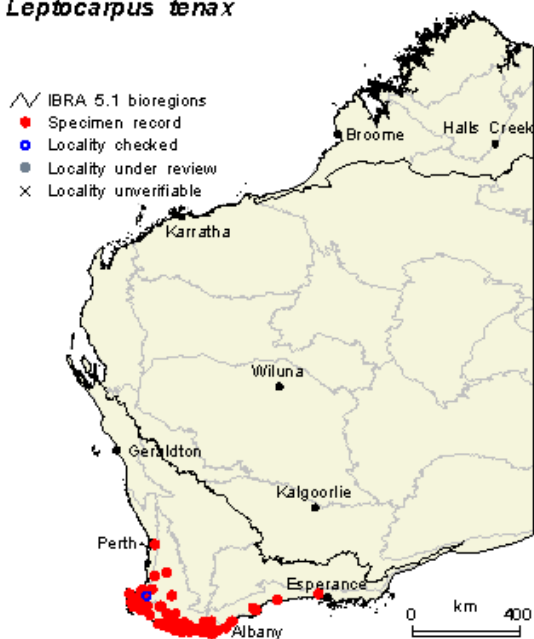 Leptocarpus tenax
IBRA 5.1 bioregions
Specimen record
Locality checked
Locality under review
Locality unverifiable
Broome
Halls Creek
Karratha
Wiluna
Geraldton
Kalgoorlie
Perth
Esperance
Albany
km
0 400